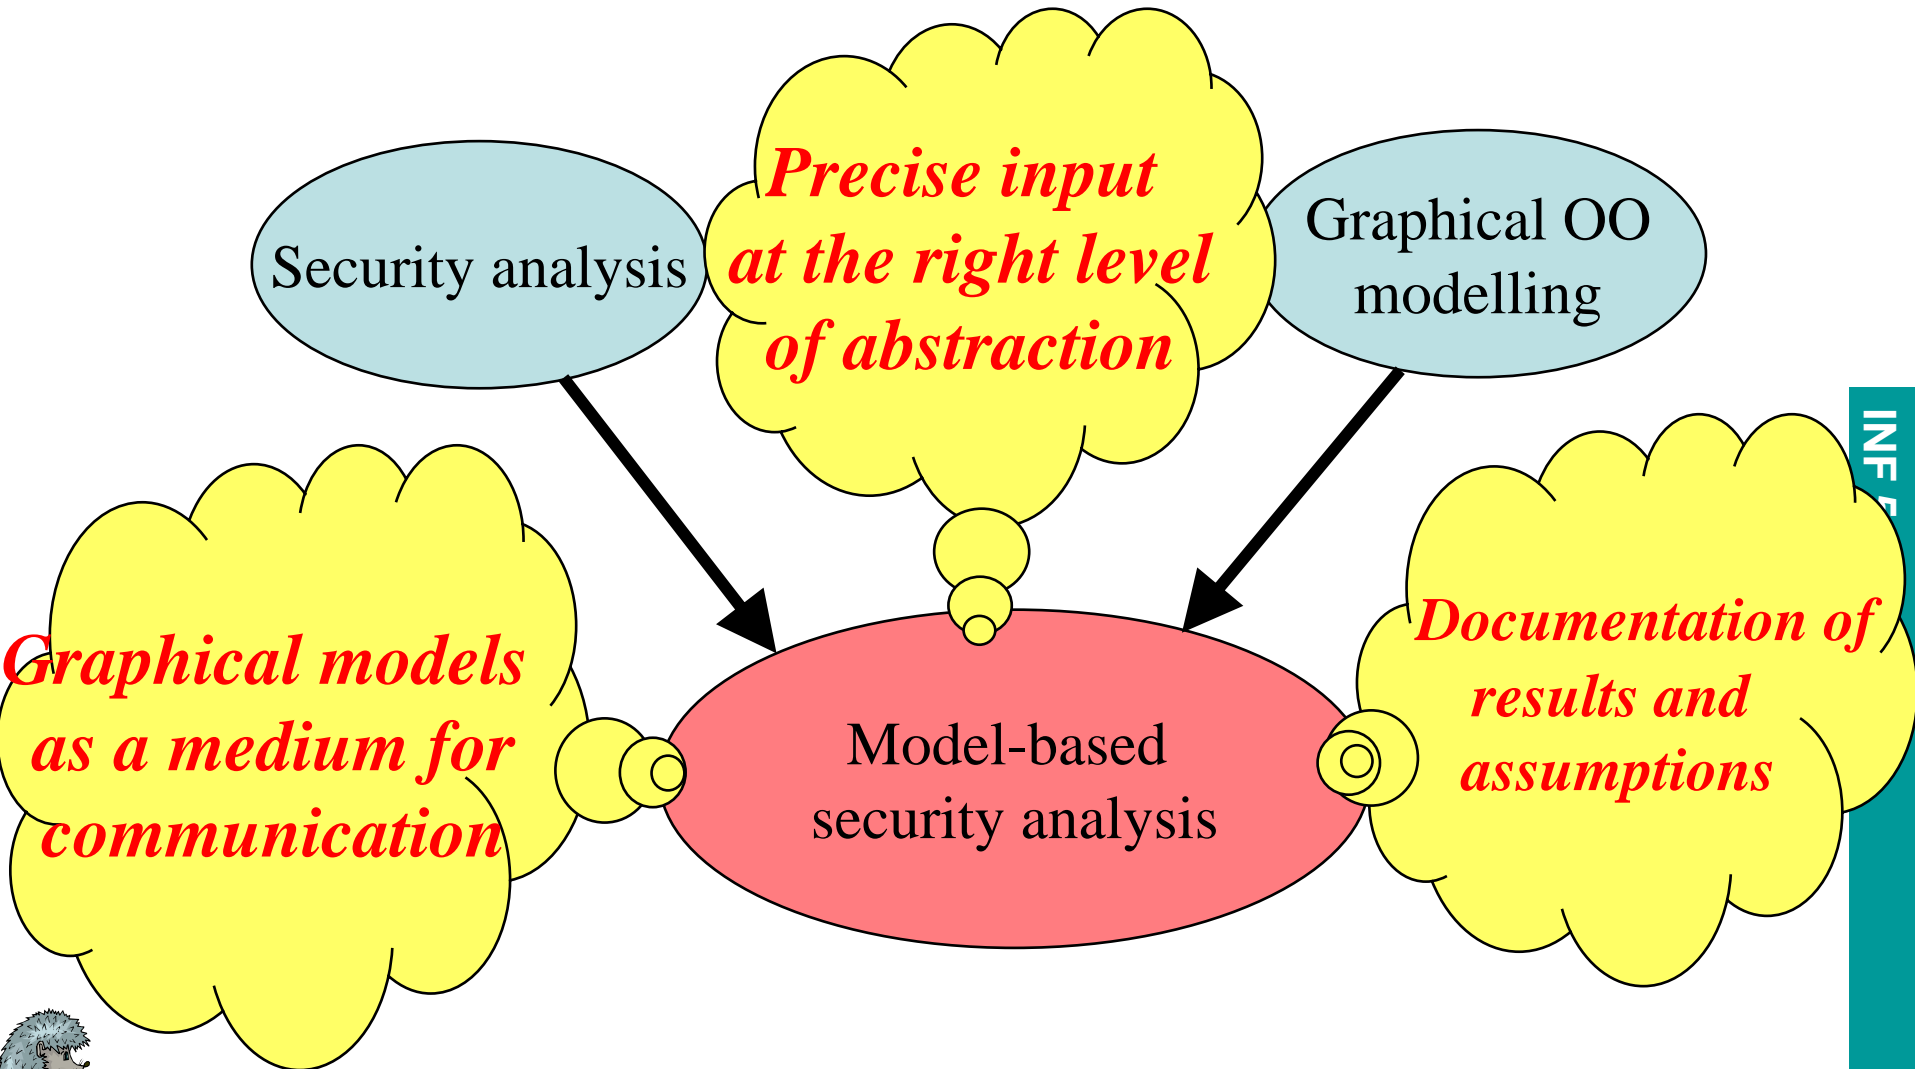 Precise input
at the right level
of abstraction
Security analysis
Graphical OO
modelling
Graphical models
as a medium for
communication
Model-based
security analysis
Documentation of
results and
assumptions
INF